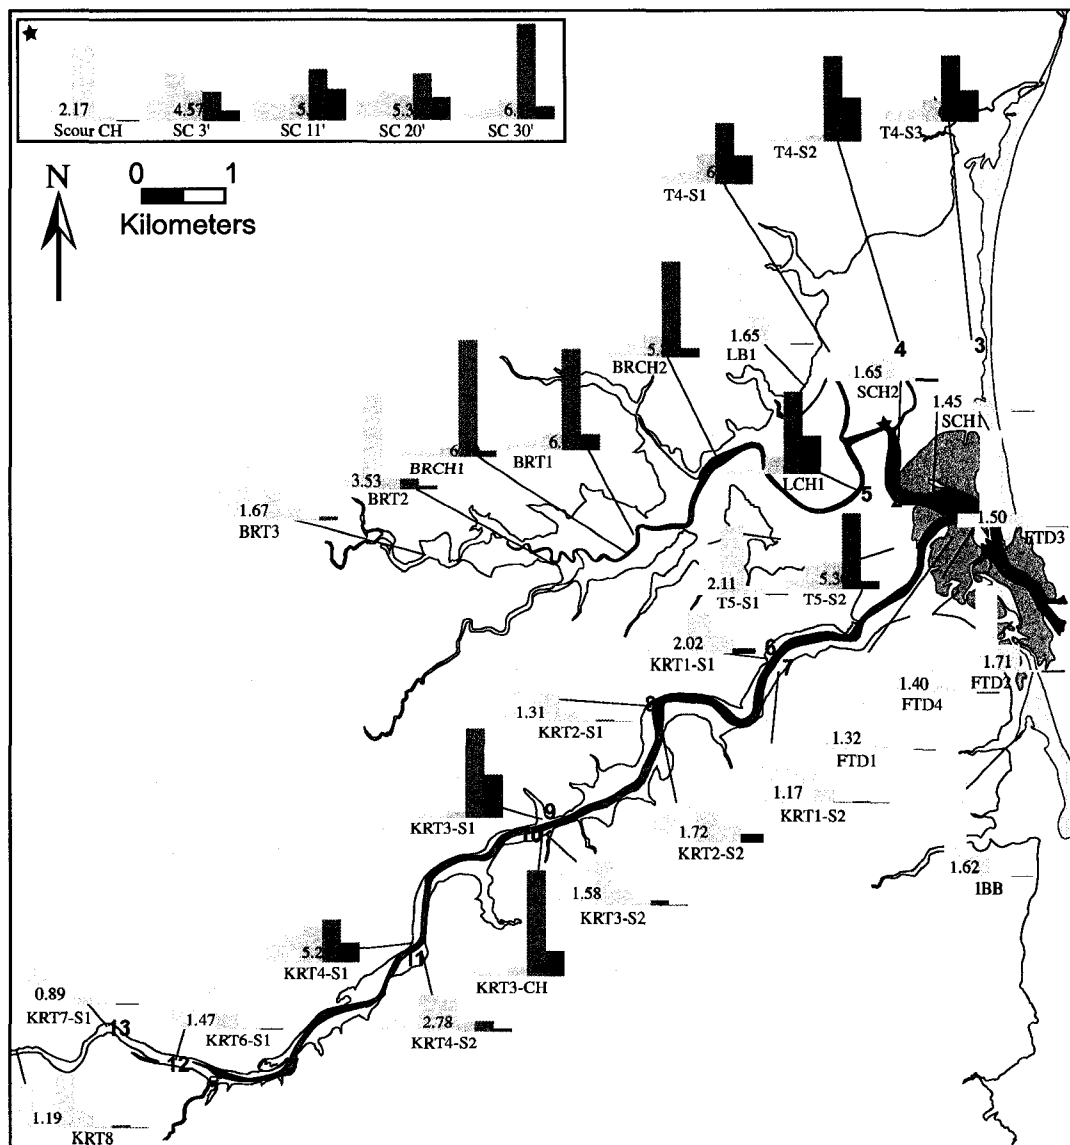 2.17
Scour CH
4.57
SC 3'
5.
SC 11'
5.3
SC 20'
6.
SC 30'
N
0 1
Kilometers
6
T4-S1
T4-S2
T4-S3
5.
BRCH2
1.65
LB1
4
3
1.65
SCH2
1.45
SCH1
6.
BRCH1
6.
BRT1
3.53
BRT2
1.67
BRT3
LCH1
5
1.50
FTD3
2.11
T5-S1
5.3
T5-S2
2.02
KRT1-S1
6
7
1.71
FTD2
1.40
FTD4
1.31
KRT2-S1
8
1.32
FTD1
1.17
KRT1-S2
KRT3-S1
9
10
1.72
KRT2-S2
1.62
1BB
1.58
KRT3-S2
5.2
KRT4-S1
11
KRT3-CH
2.78
KRT4-S2
0.89
KRT7-S1
13
1.47
KRT6-S1
12
1.19
KRT8